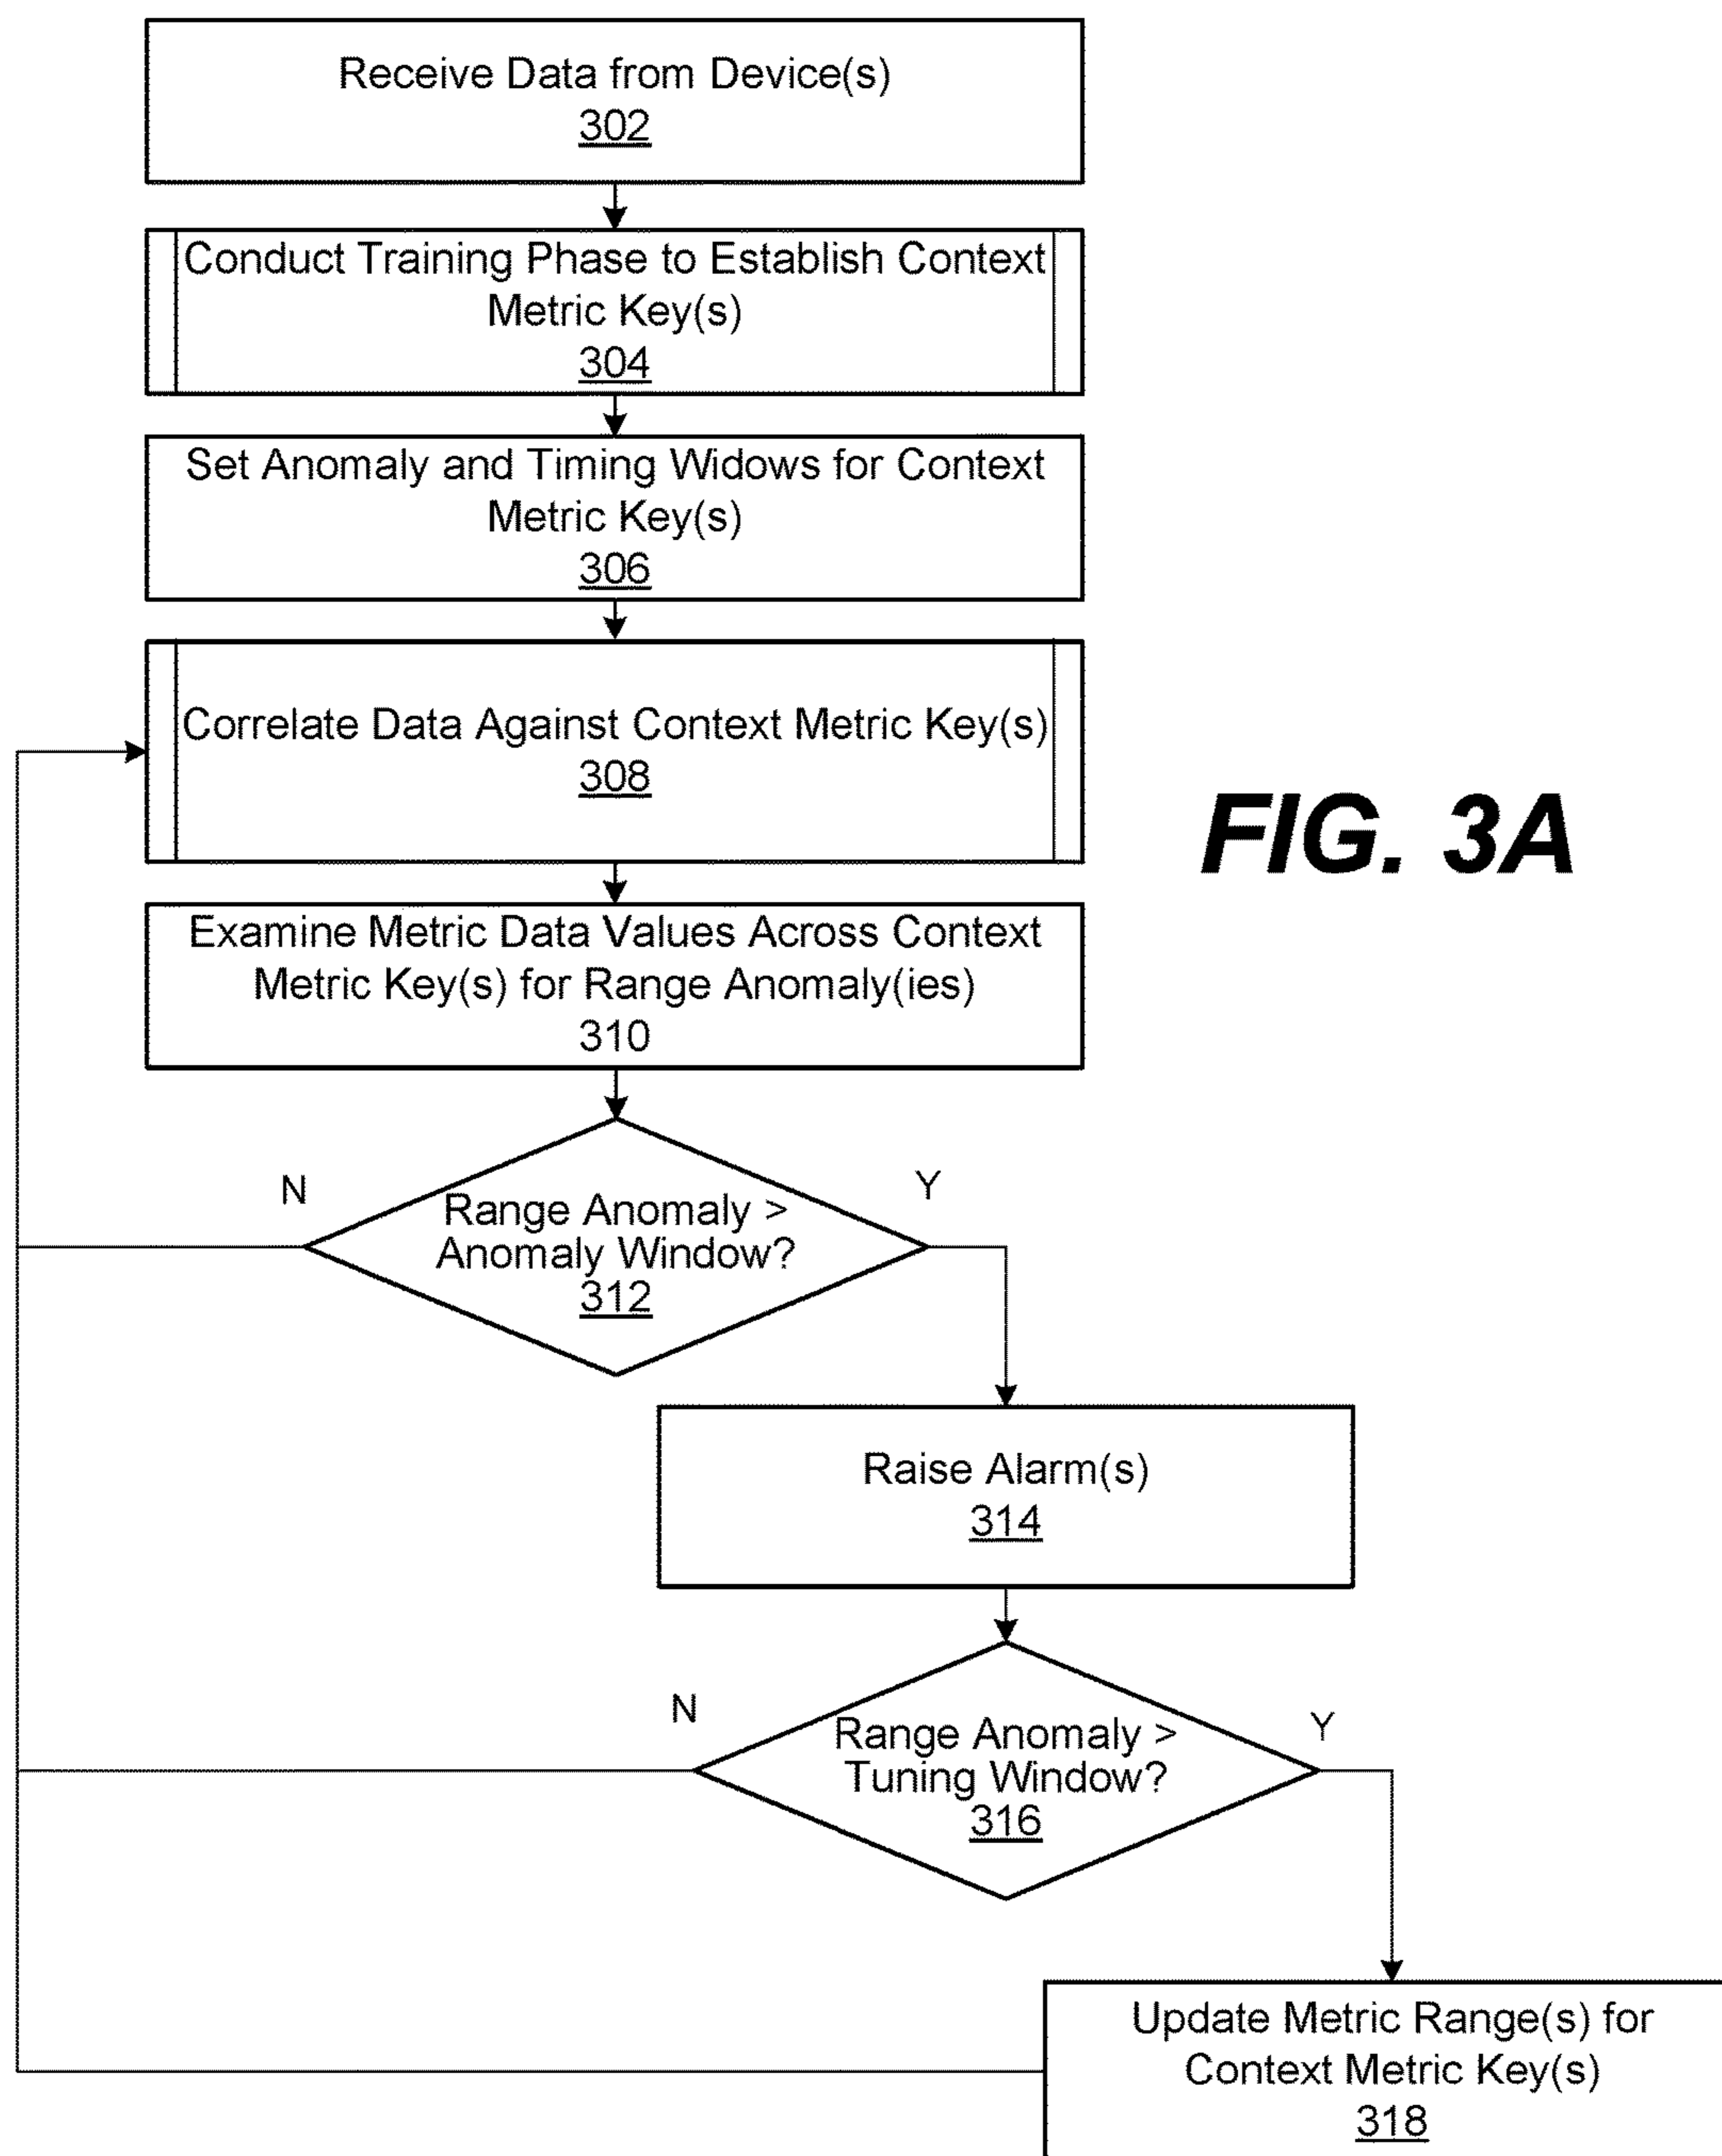 Receive Data from Device(s)
302
Conduct Training Phase to Establish Context
Metric Key(s)
304
Set Anomaly and Timing Widows for Context
Metric Key(s)
306
Correlate Data Against Context Metric Key(s)
308
FIG. 3A
Examine Metric Data Values Across Context
Metric Key(s) for Range Anomaly(ies)
310
N
Y
Range Anomaly >
Anomaly Window?
312
Raise Alarm(s)
314
N
Y
Range Anomaly >
Tuning Window?
316
Update Metric Range(s) for
Context Metric Key(s)
318